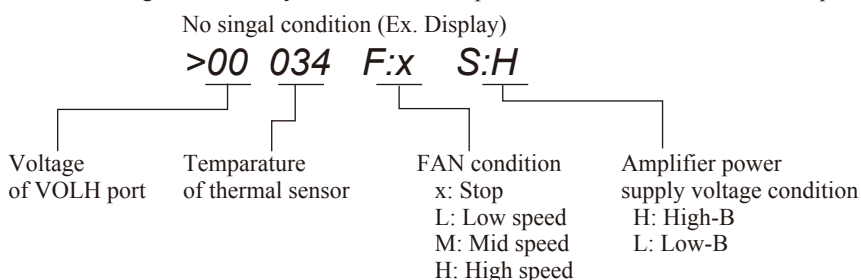 No singal condition (Ex. Display)
>00 034 F:x S:H
Voltage
of VOLH port
Temparature
of thermal sensor
FAN condition
x: Stop
L: Low speed
M: Mid speed
H: High speed
Amplifier power
supply voltage condition
H: High-B
L: Low-B